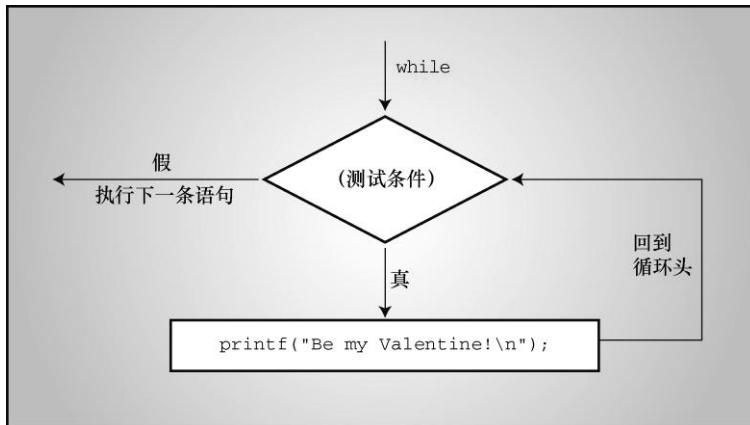 while
假
执行下一条语句
(测试条件)
回到
循环头
真
printf("Be my Valentine!\n");